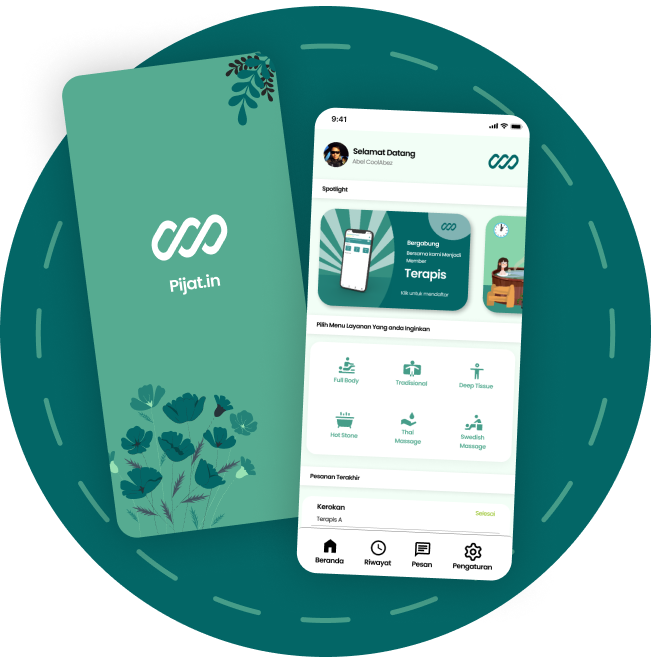 Pijat.in
9:41
Selamat Datang
Abel CoolAbez
Spotlight
Bergabung
Bersama kami Menjadi
Member
Terapis
Klik untuk mendaftar
Pilih Menu Layanan Yang anda Inginkan
Full Body
Tradisional
Deep Tissue
Hot Stone
Thai
Massage
Swedish
Massage
Pesanan Terakhir
Kerokan
Selesai
Terapis A
Beranda
Riwayat
Pesan
Pengaturan